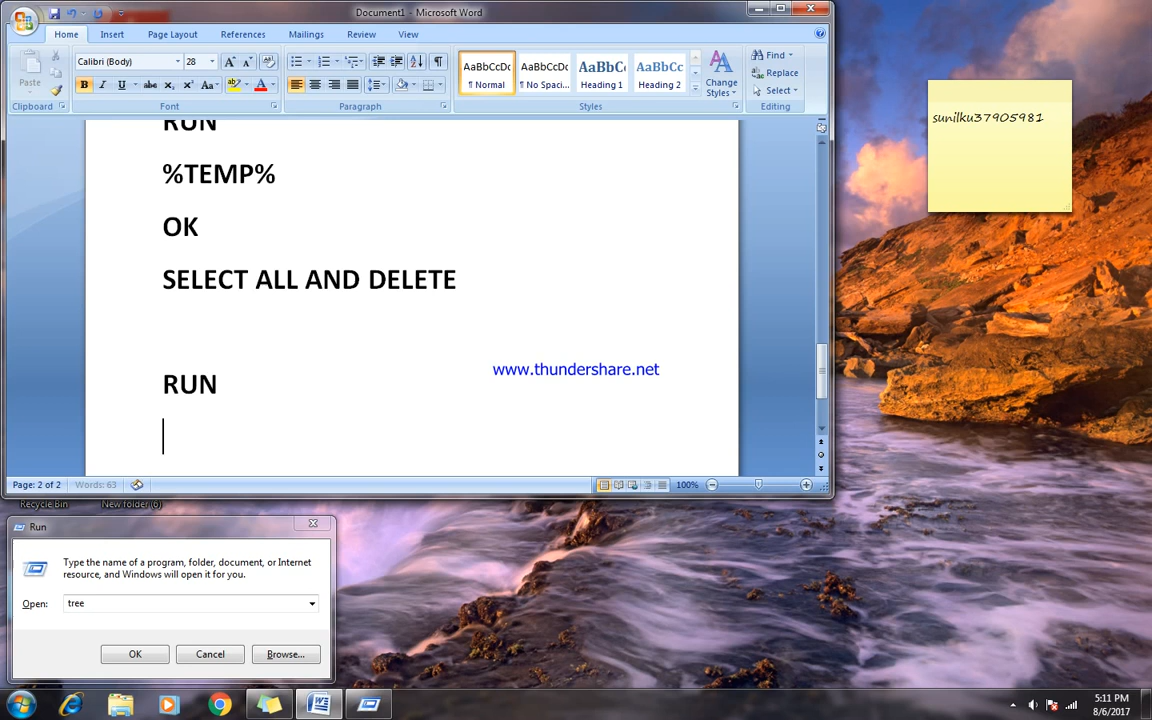 Document1 - Microsoft Word
Home Insert Page Layout References Mailings Review View
Calibri (Body) 28
Paste
B I U abc x₂ x² Aa
AaBbCcDc AaBbCcDc AaBbCc AaBbCc
¶ Normal ¶ No Spaci... Heading 1 Heading 2
Change
Styles
Find
Replace
Select
Clipboard Font Paragraph Styles Editing
RUN
%TEMP%
OK
SELECT ALL AND DELETE
www.thundershare.net
RUN
Page: 2 of 2 Words: 63 100%
sunilku37905981
Recycle Bin New folder (6)
Run
Type the name of a program, folder, document, or Internet
resource, and Windows will open it for you.
Open: tree
OK Cancel Browse...
5:11 PM
8/6/2017